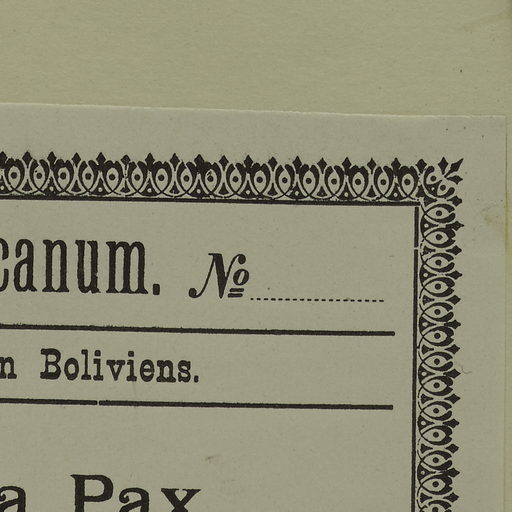 canum. №
n Boliviens.
a Pax